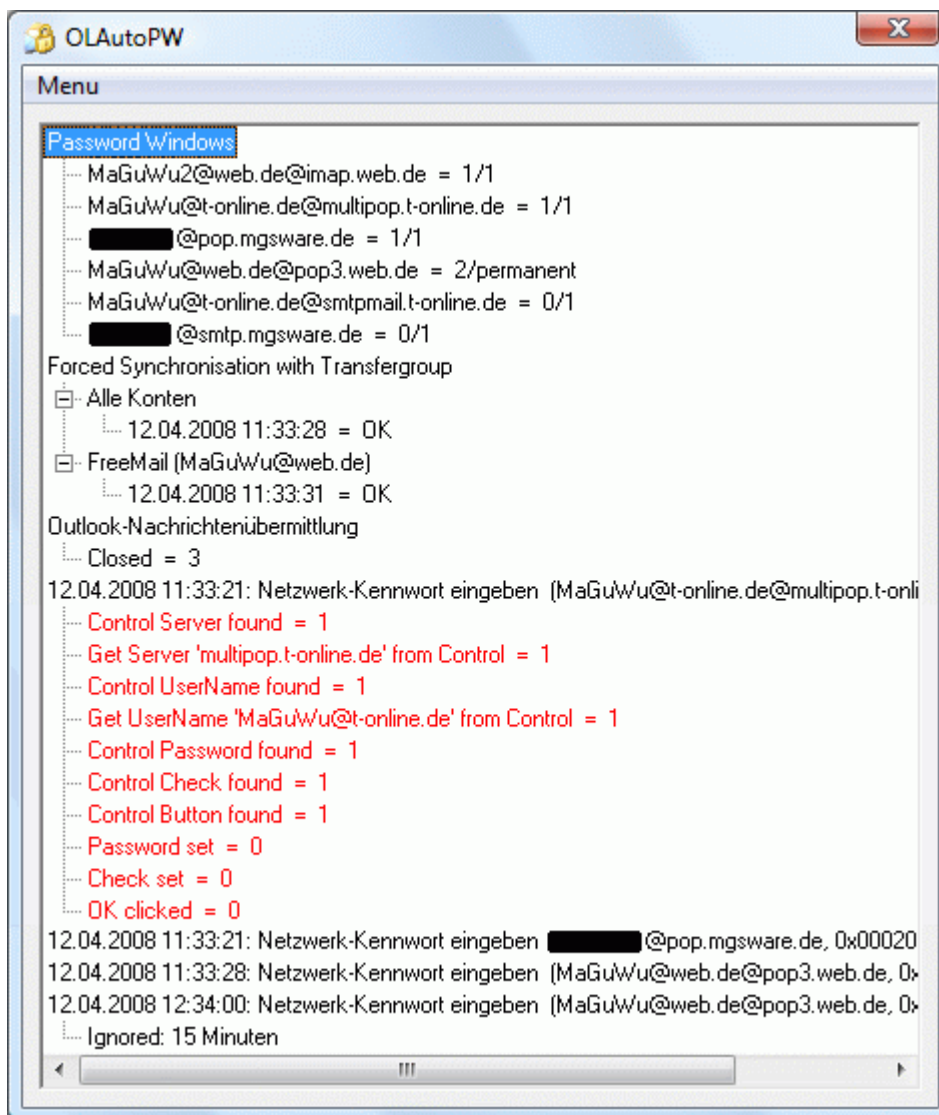 OLAutoPW
Menu
Password Windows
MaGuWu2@web.de@imap.web.de = 1/1
MaGuWu@t-online.de@multipop.t-online.de = 1/1
@pop.mgsware.de = 1/1
MaGuWu@web.de@pop3.web.de = 2/permanent
MaGuWu@t-online.de@smtpmail.t-online.de = 0/1
@smtp.mgsware.de = 0/1
Forced Synchronisation with Transfergroup
Alle Konten
12.04.2008 11:33:28 = OK
FreeMail (MaGuWu@web.de)
12.04.2008 11:33:31 = OK
Outlook-Nachrichtenübermittlung
Closed = 3
12.04.2008 11:33:21: Netzwerk-Kennwort eingeben (MaGuWu@t-online.de@multipop.t-onli
Control Server found = 1
Get Server 'multipop.t-online.de' from Control = 1
Control UserName found = 1
Get UserName 'MaGuWu@t-online.de' from Control = 1
Control Password found = 1
Control Check found = 1
Control Button found = 1
Password set = 0
Check set = 0
OK clicked = 0
12.04.2008 11:33:21: Netzwerk-Kennwort eingeben @pop.mgsware.de, 0x00020
12.04.2008 11:33:28: Netzwerk-Kennwort eingeben (MaGuWu@web.de@pop3.web.de, 0x
12.04.2008 12:34:00: Netzwerk-Kennwort eingeben (MaGuWu@web.de@pop3.web.de, 0x
Ignored: 15 Minuten